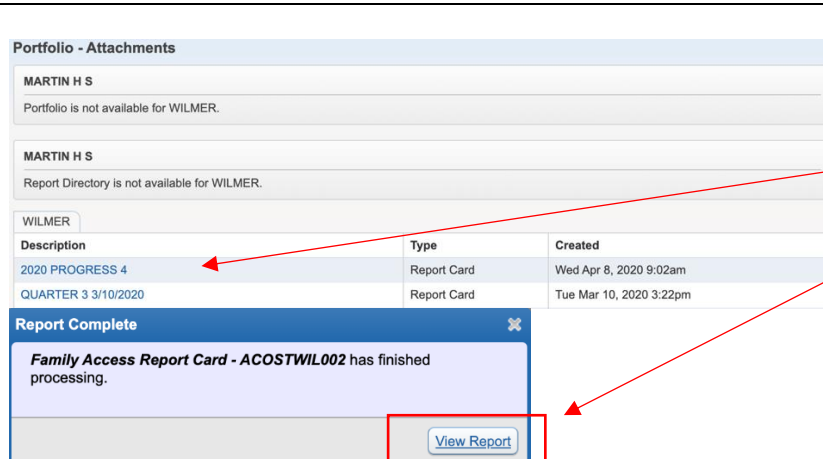 Portfolio - Attachments
MARTIN H S
Portfolio is not available for WILMER.
MARTIN H S
Report Directory is not available for WILMER.
WILMER
Description Type Created
2020 PROGRESS 4 Report Card Wed Apr 8, 2020 9:02am
QUARTER 3 3/10/2020 Report Card Tue Mar 10, 2020 3:22pm
Report Complete
Family Access Report Card - ACOSTWIL002 has finished
processing.
View Report